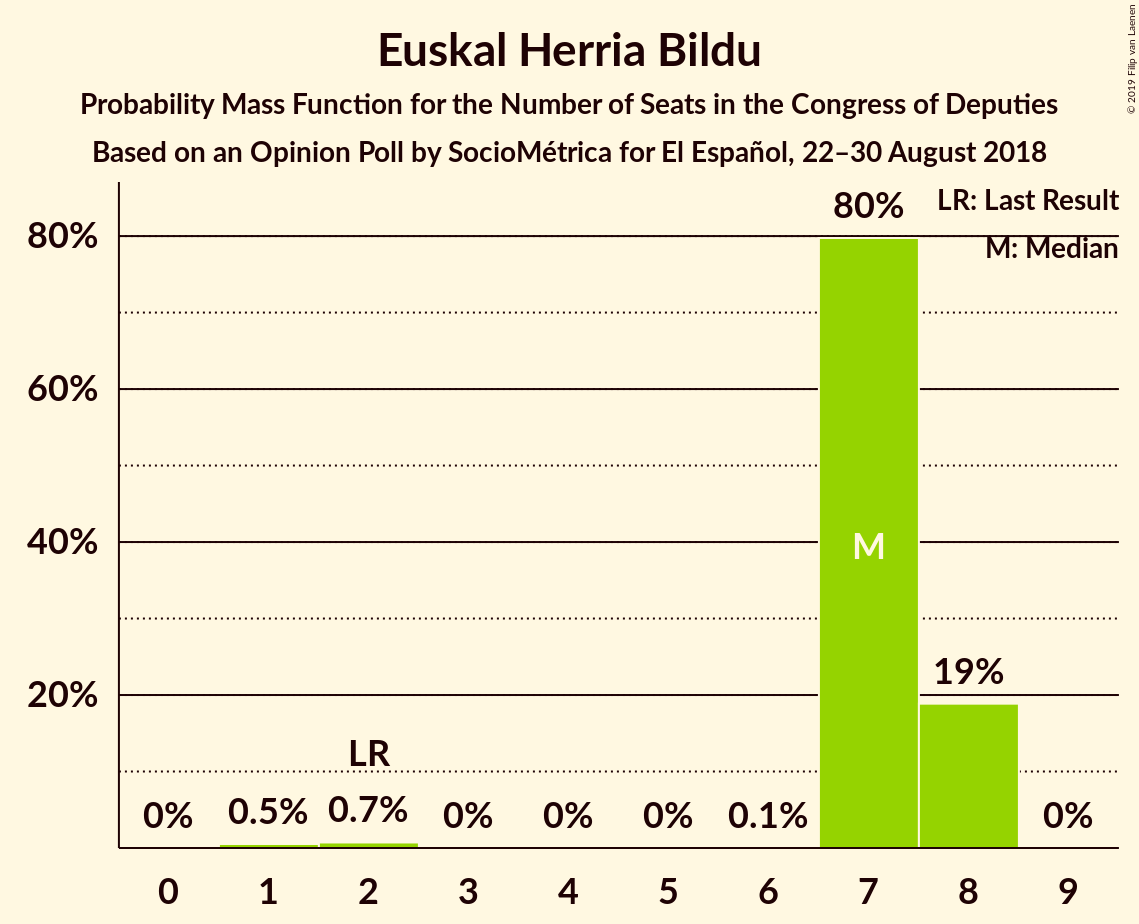 Euskal Herria Bildu
Probability Mass Function for the Number of Seats in the Congress of Deputies
Based on an Opinion Poll by SocioMétrica for El Español, 22–30 August 2018
© 2019 Filip van Laenen
LR: Last Result
M: Median
80%
60%
40%
20%
0%
0.5%
LR
0.7%
0%
0%
0%
0.1%
80%
M
19%
0%
0 1 2 3 4 5 6 7 8 9